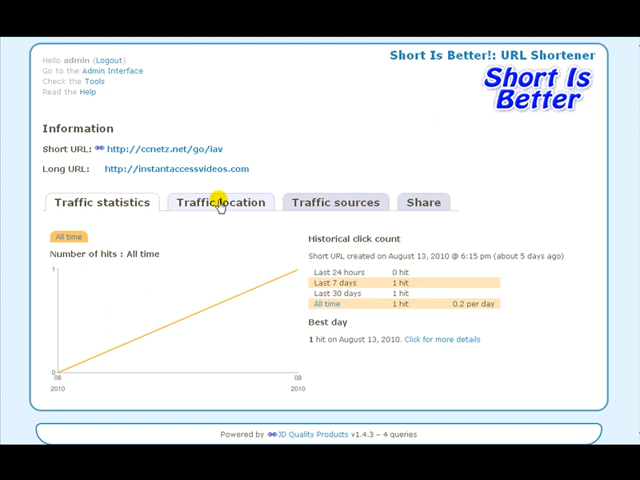 Hello admin (Logout)
Go to the Admin Interface
Check the Tools
Read the Help
Short Is Better!: URL Shortener
Short Is
Better
Information
Short URL: http://ccnetz.net/go/iav
Long URL: http://instantaccessvideos.com
Traffic statistics
Traffic location
Traffic sources
Share
All time
Number of hits : All time
1
0
08
2010
08
2010
Historical click count
Short URL created on August 13, 2010 @ 6:15 pm (about 5 days ago)
Last 24 hours 0 hit
Last 7 days 1 hit
Last 30 days 1 hit
All time 1 hit 0.2 per day
Best day
1 hit on August 13, 2010. Click for more details
Powered by JD Quality Products v1.4.3 – 4 queries